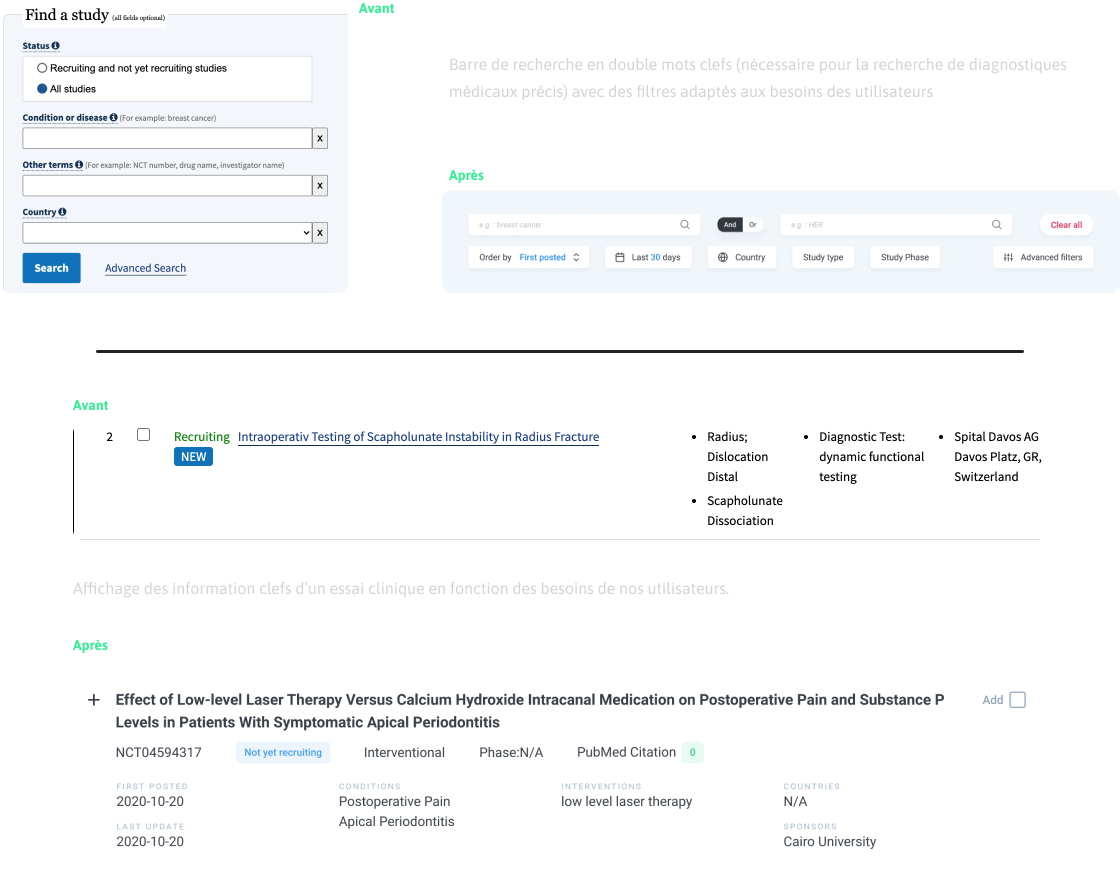 Find a study (all fields optional)
Avant
Status
Recruiting and not yet recruiting studies
All studies
Condition or disease (For example: breast cancer)
X
Other terms (For example: NCT number, drug name, investigator name)
X
Country
X
Search
Advanced Search
Barre de recherche en double mots clefs (nécessaire pour la recherche de diagnostiques
médicaux précis) avec des filtres adaptés aux besoins des utilisateurs
Après
e.g. : breast cancer
And
Or
e.g. : HER
Clear all
Order by First posted
Last 30 days
Country
Study type
Study Phase
Advanced filters
Avant
2
Recruiting
NEW
Intraoperativ Testing of Scapholunate Instability in Radius Fracture
• Radius;
Dislocation
Distal
• Scapholunate
Dissociation
• Diagnostic Test:
dynamic functional
testing
• Spital Davos AG
Davos Platz, GR,
Switzerland
Affichage des information clefs d'un essai clinique en fonction des besoins de nos utilisateurs.
Après
Effect of Low-level Laser Therapy Versus Calcium Hydroxide Intracanal Medication on Postoperative Pain and Substance P
Levels in Patients With Symptomatic Apical Periodontitis
Add
NCT04594317
Not yet recruiting
Interventional
Phase:N/A
PubMed Citation 0
FIRST POSTED
2020-10-20
LAST UPDATE
2020-10-20
CONDITIONS
Postoperative Pain
Apical Periodontitis
INTERVENTIONS
low level laser therapy
COUNTRIES
N/A
SPONSORS
Cairo University